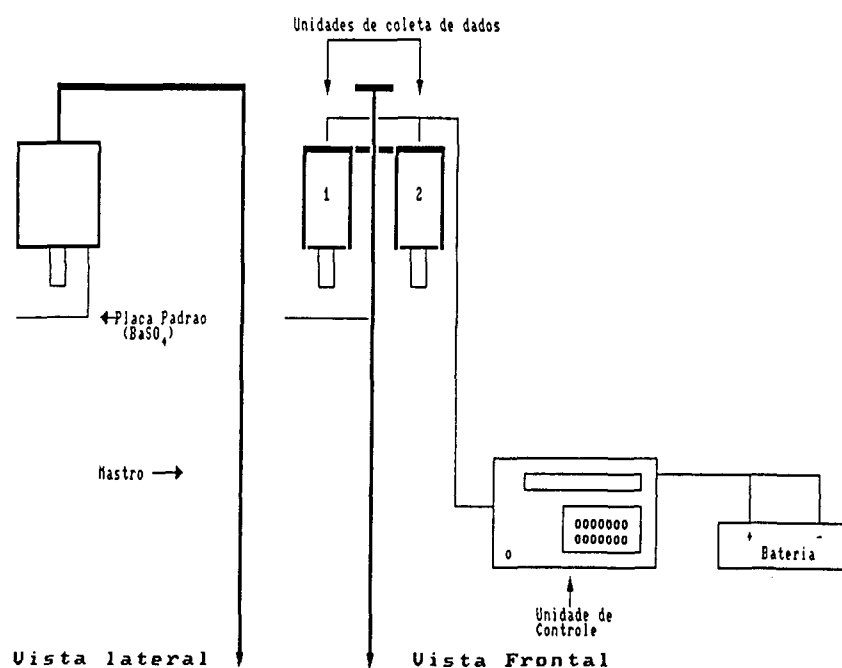 Unidades de coleta de dados
1
2
Placa Padrao
(BaSO4)
Mastro
0000000
0000000
o
+
-
Bateria
Unidade de
Controle
Vista lateral
Vista Frontal